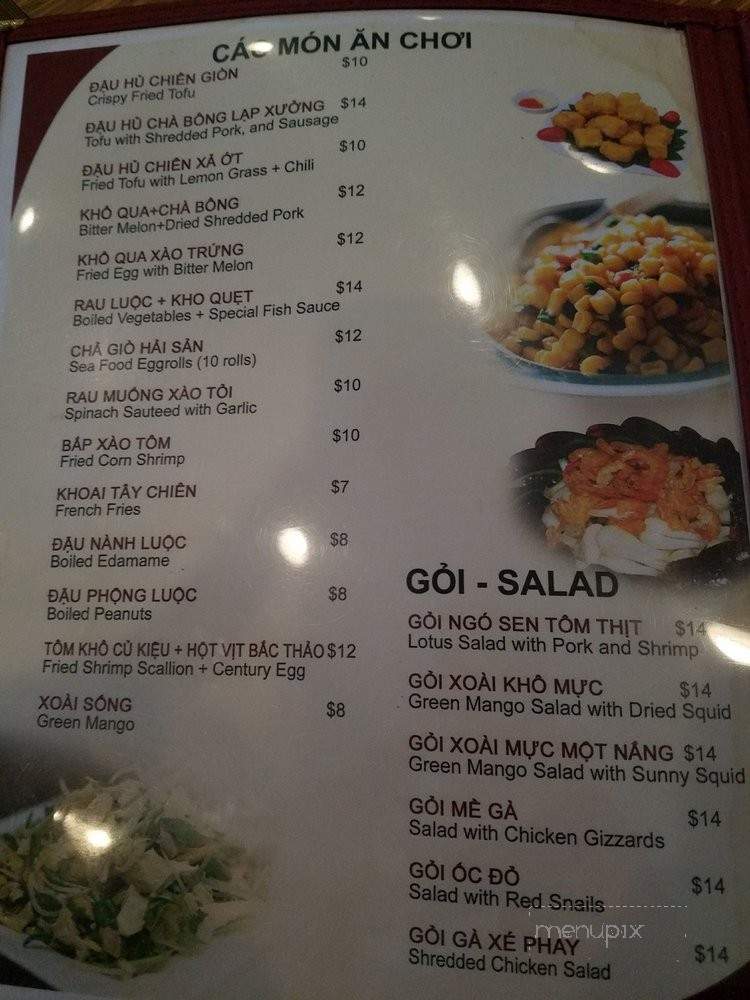 CÁC MÓN ĂN CHƠI
ĐẬU HỦ CHIÊN GIÒN $10
Crispy Fried Tofu
ĐẬU HỦ CHÀ BÔNG LẠP XƯỞNG $14
Tofu with Shredded Pork, and Sausage
ĐẬU HỦ CHIÊN XẢ ỚT $10
Fried Tofu with Lemon Grass + Chili
KHÔ QUA+CHÀ BÔNG $12
Bitter Melon+Dried Shredded Pork
KHÔ QUA XÀO TRỨNG $12
Fried Egg with Bitter Melon
RAU LUỘC + KHO QUẸT $14
Boiled Vegetables + Special Fish Sauce
CHẢ GIÒ HẢI SẢN $12
Sea Food Eggrolls (10 rolls)
RAU MUỐNG XÀO TỎI $10
Spinach Sauteed with Garlic
BẮP XÀO TÔM $10
Fried Corn Shrimp
KHOAI TÂY CHIÊN $7
French Fries
ĐẬU NÀNH LUỘC $8
Boiled Edamame
ĐẬU PHỘNG LUỘC $8
Boiled Peanuts
TÔM KHÔ CỦ KIỆU + HỘT VỊT BẮC THẢO $12
Fried Shrimp Scallion + Century Egg
XOÀI SỐNG $8
Green Mango
GỎI - SALAD
GỎI NGÓ SEN TÔM THỊT $14
Lotus Salad with Pork and Shrimp
GỎI XOÀI KHÔ MỰC $14
Green Mango Salad with Dried Squid
GỎI XOÀI MỰC MỘT NẮNG $14
Green Mango Salad with Sunny Squid
GỎI MỀ GÀ $14
Salad with Chicken Gizzards
GỎI ỐC ĐỎ $14
Salad with Red Snails
GỎI GÀ XÉ PHAY $14
Shredded Chicken Salad
menupix